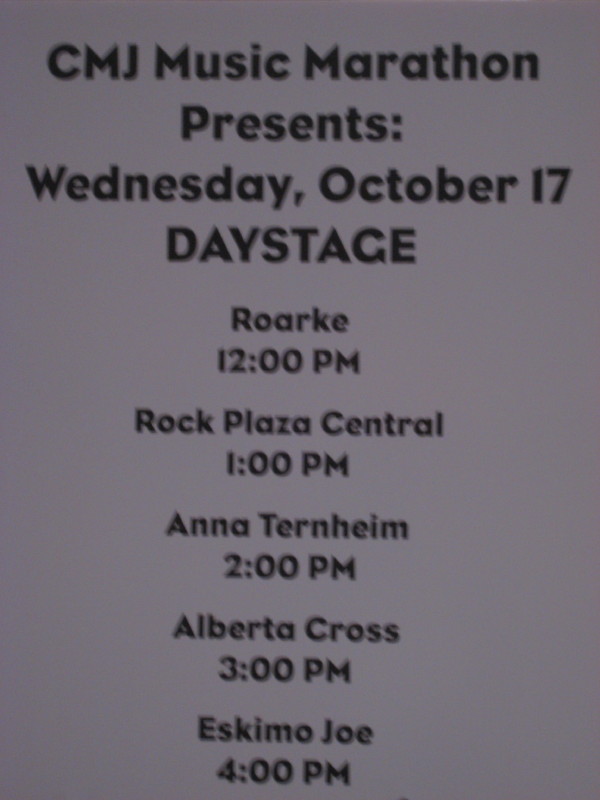 CMJ Music Marathon
Presents:
Wednesday, October 17
DAYSTAGE
Roarke
12:00 PM
Rock Plaza Central
1:00 PM
Anna Ternheim
2:00 PM
Alberta Cross
3:00 PM
Eskimo Joe
4:00 PM